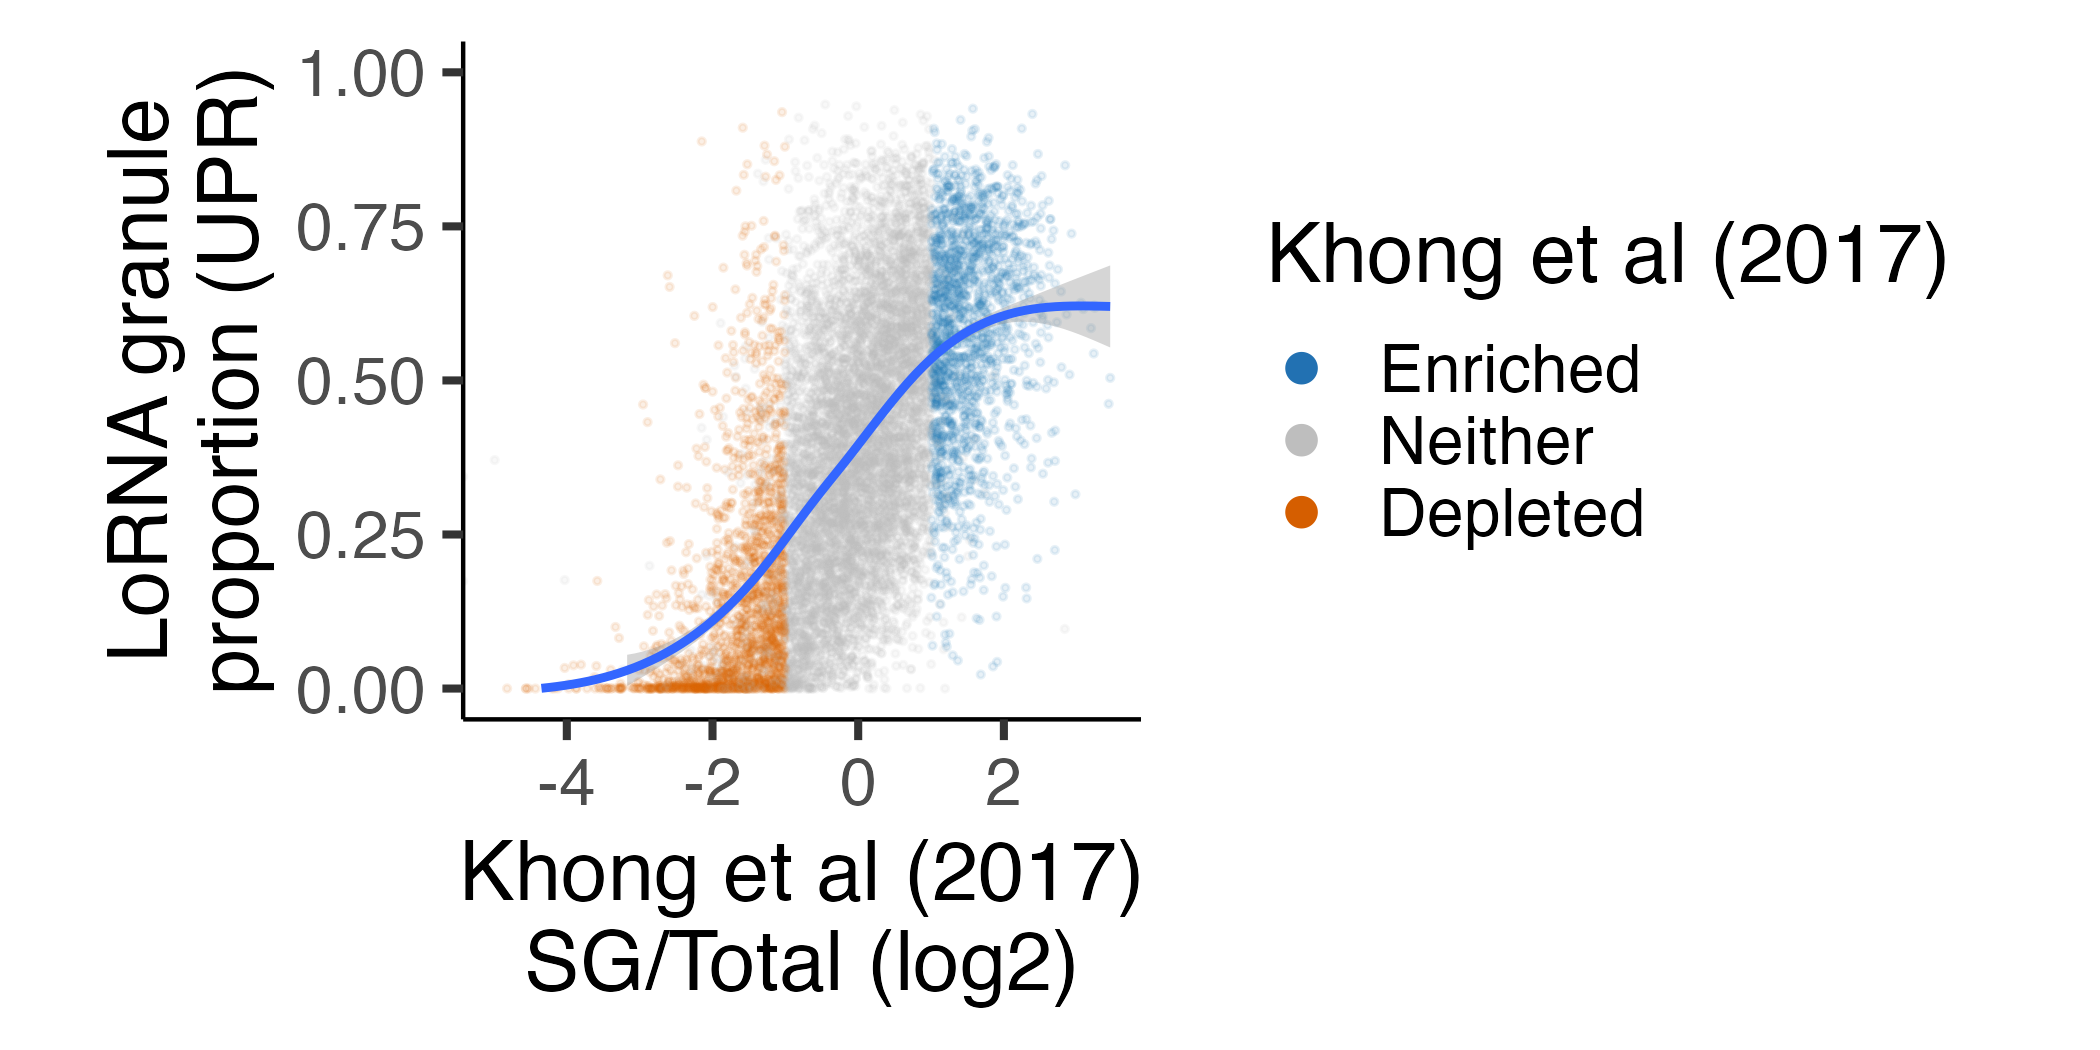 LoRNA granule
proportion (UPR)
1.00
0.75
0.50
0.25
0.00
-4
-2
0
2
Khong et al (2017)
SG/Total (log2)
Khong et al (2017)
Enriched
Neither
Depleted